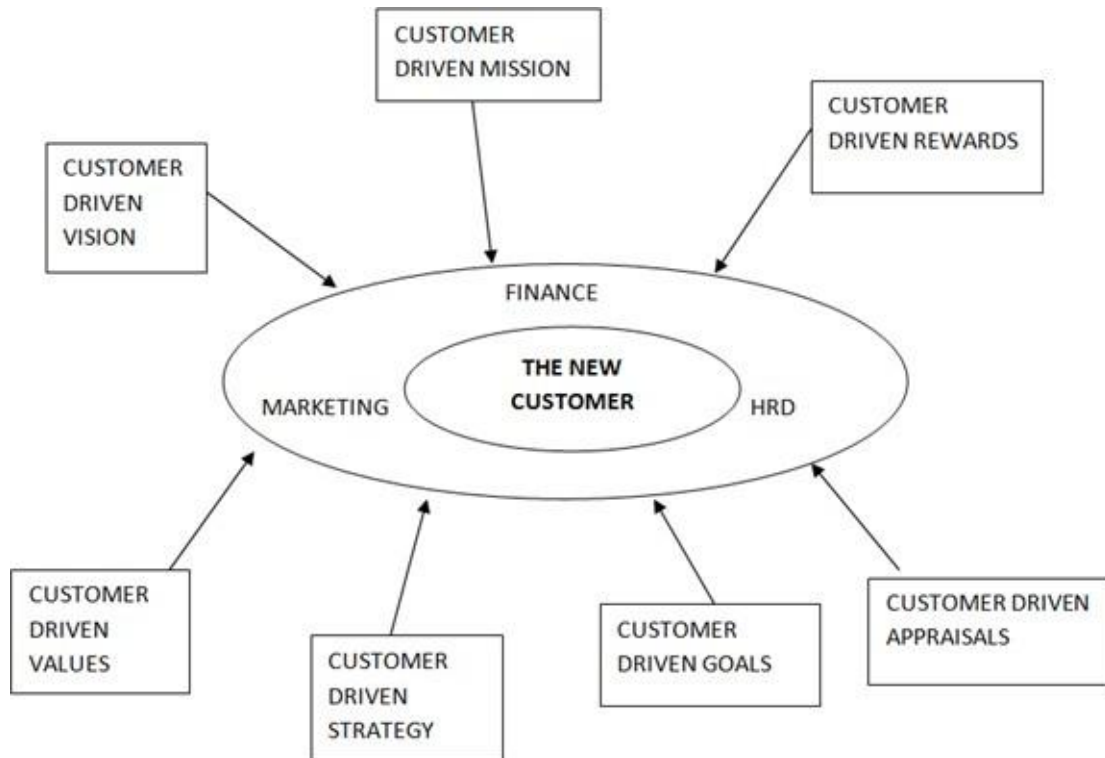 CUSTOMER
DRIVEN MISSION
CUSTOMER
DRIVEN REWARDS
CUSTOMER
DRIVEN
VISION
FINANCE
THE NEW
CUSTOMER
MARKETING
HRD
CUSTOMER
DRIVEN
VALUES
CUSTOMER
DRIVEN
STRATEGY
CUSTOMER
DRIVEN GOALS
CUSTOMER DRIVEN
APPRAISALS